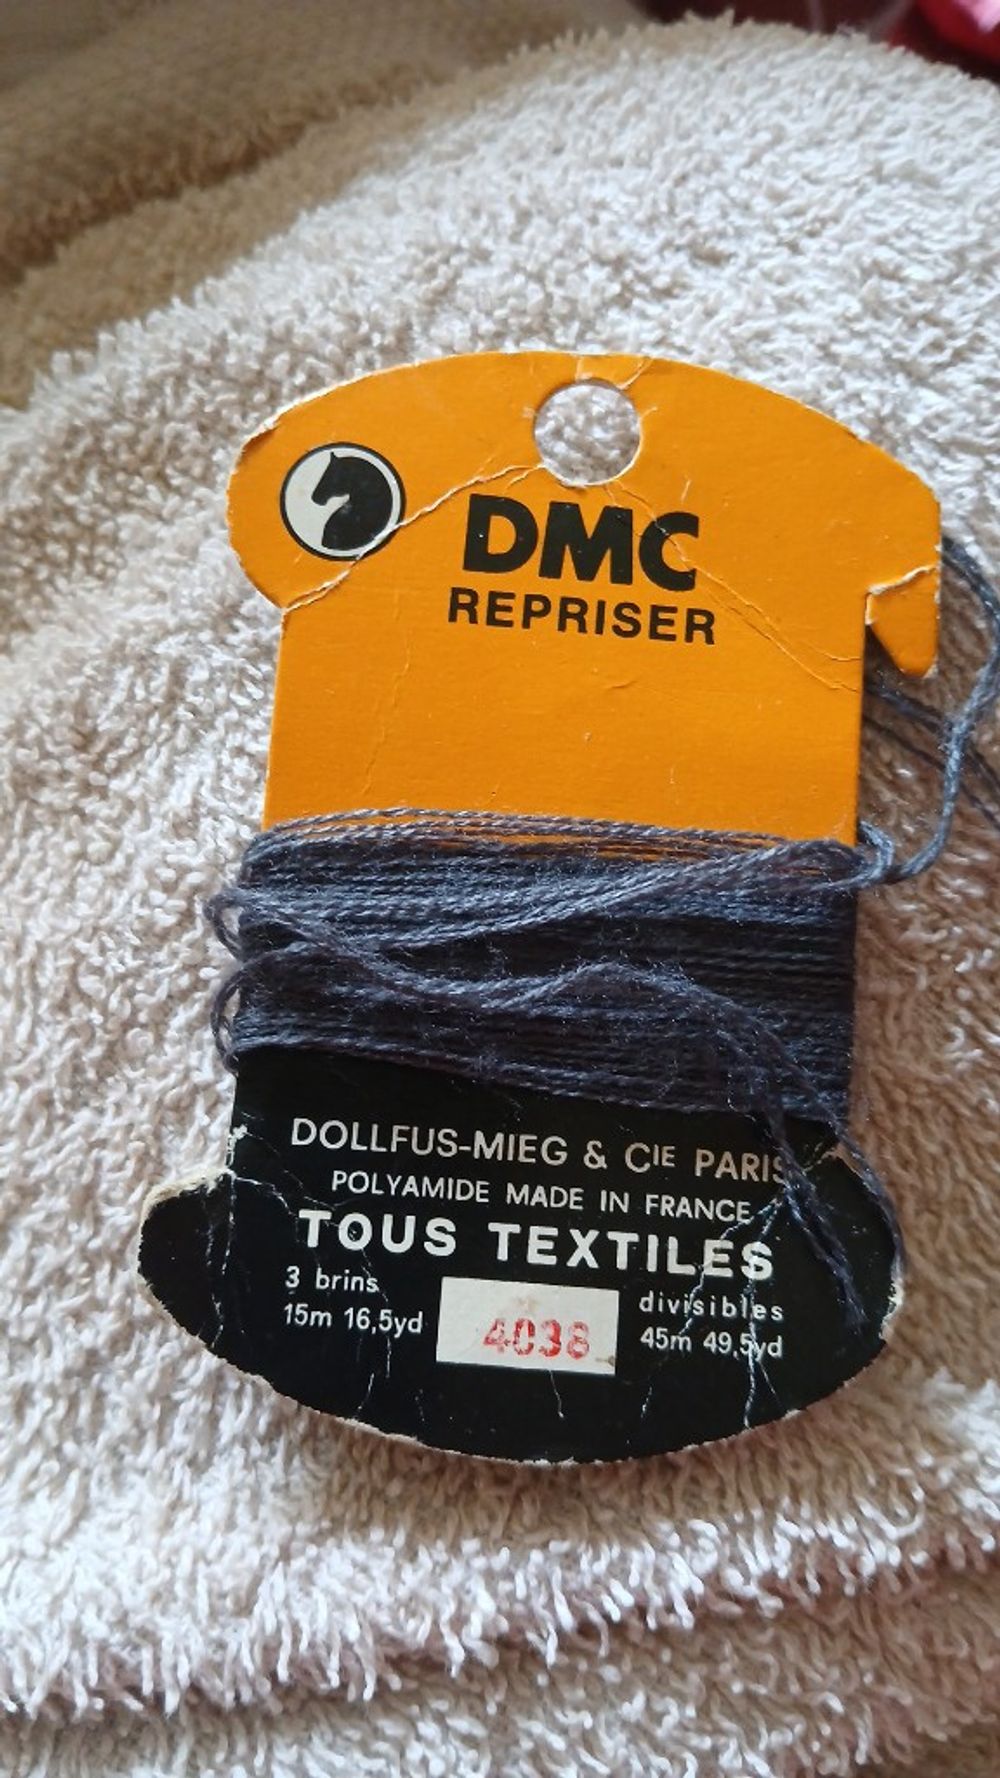 DMC
REPRISER
DOLLFUS-MIEG & CIE PARIS
POLYAMIDE MADE IN FRANCE
TOUS TEXTILES
3 brins
15m 16,5yd
4038
divisibles
45m 49,5yd